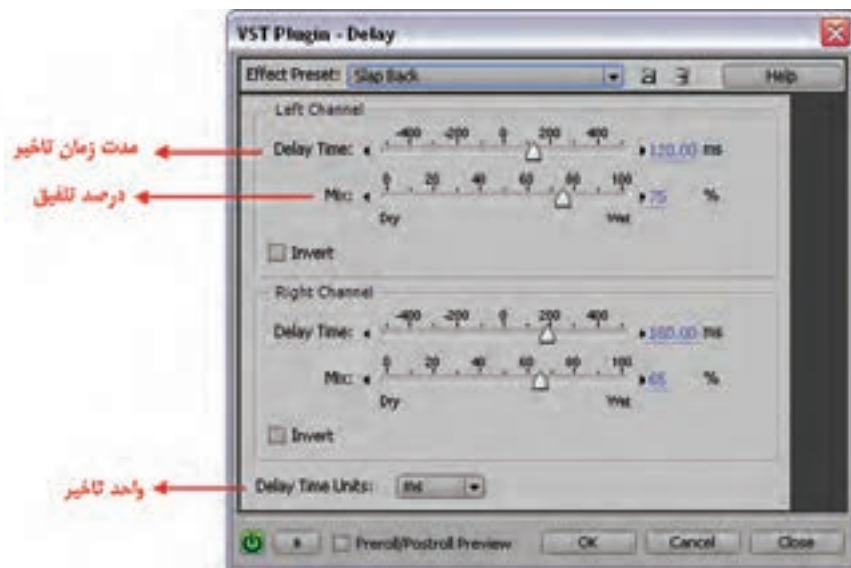 VST Plugin - Delay
Effect Preset: Slap Back Help
Left Channel
-400 -200 0 200 400
مدت زمان تاخیر
Delay Time: 120.00 ms
0 20 40 60 80 100
درصد تلفیق
Mix: 75 %
Dry Wet
Invert
Right Channel
-400 -200 0 200 400
Delay Time: 160.00 ms
0 20 40 60 80 100
Mix: 65 %
Dry Wet
Invert
واحد تاخیر
Delay Time Units: ms
Preroll/Postroll Preview OK Cancel Close